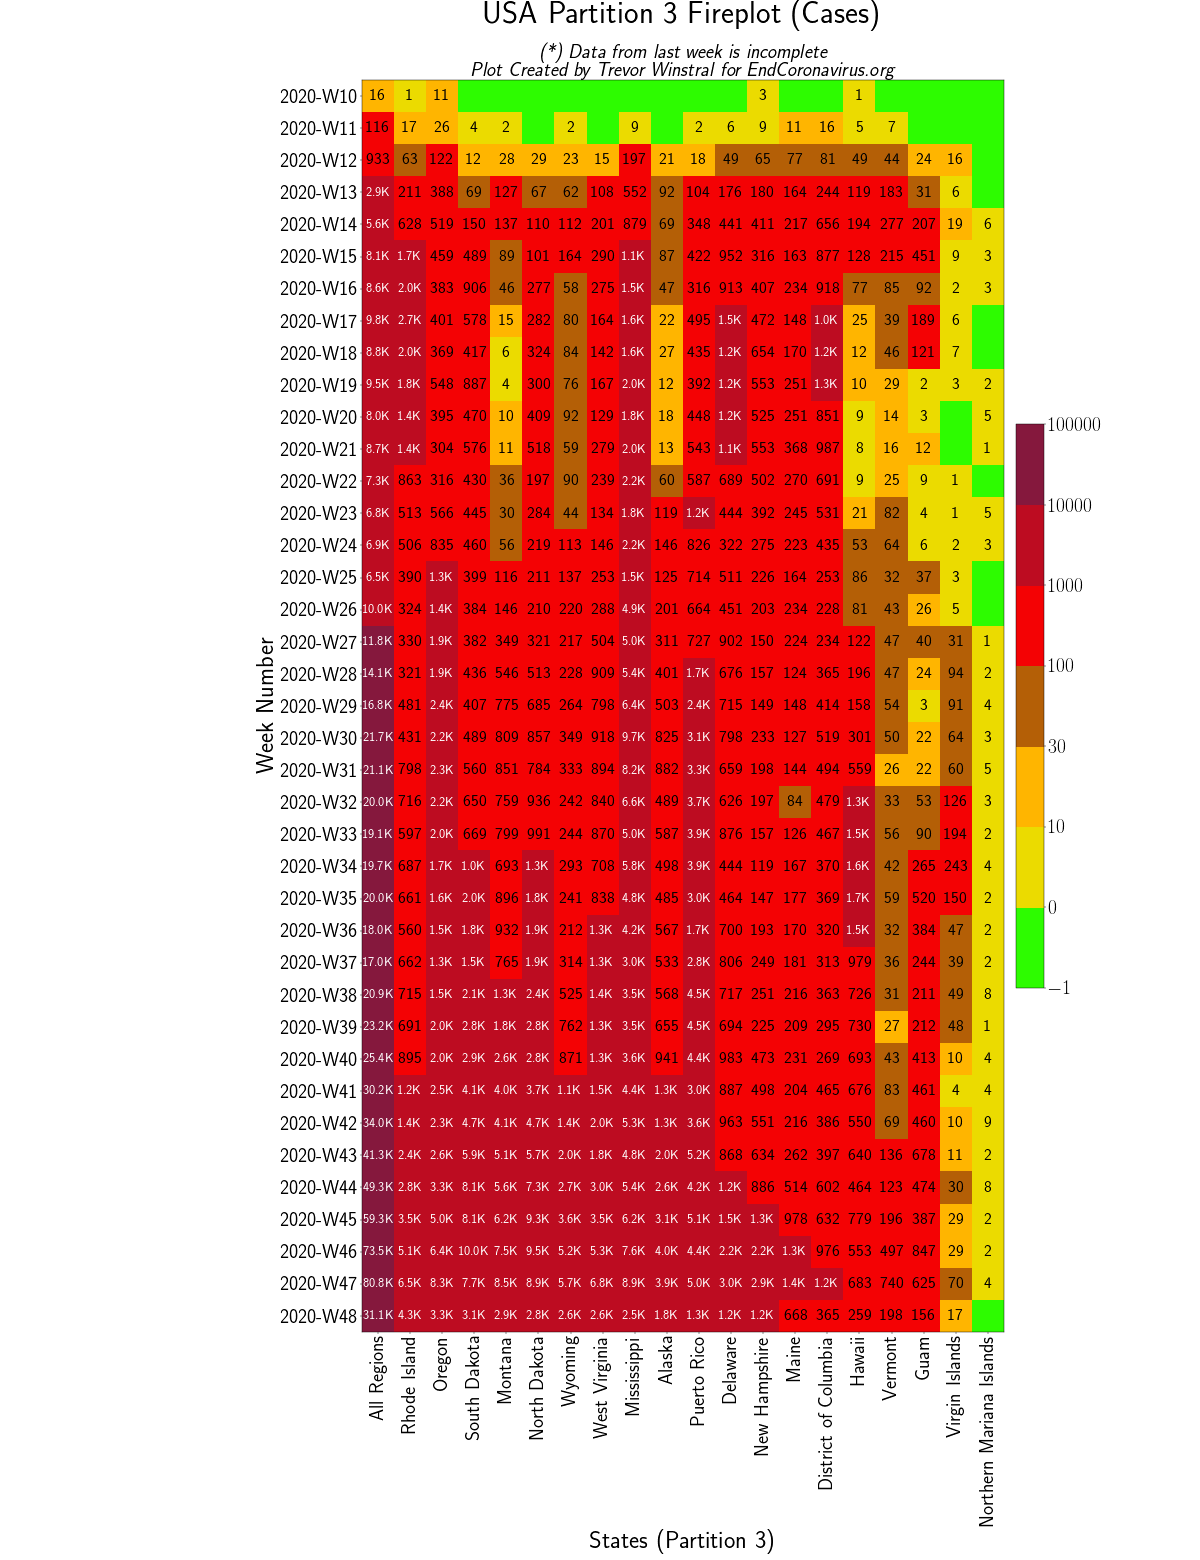 USA Partition 3 Fireplot (Cases)
(*) Data from last week is incomplete
Plot Created by Trevor Winstral for EndCoronavirus.org
2020-W10 16 1 11 3 1
2020-W11 116 17 26 4 2 2 9 2 6 9 11 16 5 7
2020-W12 933 63 122 12 28 29 23 15 197 21 18 49 65 77 81 49 44 24 16
2020-W13 2.9K 211 388 69 127 67 62 108 552 92 104 176 180 164 244 119 183 31 6
2020-W14 5.6K 628 519 150 137 110 112 201 879 69 348 441 411 217 656 194 277 207 19 6
2020-W15 8.1K 1.7K 459 489 89 101 164 290 1.1K 87 422 952 316 163 877 128 215 451 9 3
2020-W16 8.6K 2.0K 383 906 46 277 58 275 1.5K 47 316 913 407 234 918 77 85 92 2 3
2020-W17 9.8K 2.7K 401 578 15 282 80 164 1.6K 22 495 1.5K 472 148 1.0K 25 39 189 6
2020-W18 8.8K 2.0K 369 417 6 324 84 142 1.6K 27 435 1.2K 654 170 1.2K 12 46 121 7
2020-W19 9.5K 1.8K 548 887 4 300 76 167 2.0K 12 392 1.2K 553 251 1.3K 10 29 2 3 2
2020-W20 8.0K 1.4K 395 470 10 409 92 129 1.8K 18 448 1.2K 525 251 851 9 14 3 5
2020-W21 8.7K 1.4K 304 576 11 518 59 279 2.0K 13 543 1.1K 553 368 987 8 16 12 1
2020-W22 7.3K 863 316 430 36 197 90 239 2.2K 60 587 689 502 270 691 9 25 9 1
2020-W23 6.8K 513 566 445 30 284 44 134 1.8K 119 1.2K 444 392 245 531 21 82 4 1 5
2020-W24 6.9K 506 835 460 56 219 113 146 2.2K 146 826 322 275 223 435 53 64 6 2 3
2020-W25 6.5K 390 1.3K 399 116 211 137 253 1.5K 125 714 511 226 164 253 86 32 37 3
2020-W26 10.0K 324 1.4K 384 146 210 220 288 4.9K 201 664 451 203 234 228 81 43 26 5
2020-W27 11.8K 330 1.9K 382 349 321 217 504 5.0K 311 727 902 150 224 234 122 47 40 31 1
2020-W28 14.1K 321 1.9K 436 546 513 228 909 5.4K 401 1.7K 676 157 124 365 196 47 24 94 2
2020-W29 16.8K 481 2.4K 407 775 685 264 798 6.4K 503 2.4K 715 149 148 414 158 54 3 91 4
2020-W30 21.7K 431 2.2K 489 809 857 349 918 9.7K 825 3.1K 798 233 127 519 301 50 22 64 3
2020-W31 21.1K 798 2.3K 560 851 784 333 894 8.2K 882 3.3K 659 198 144 494 559 26 22 60 5
2020-W32 20.0K 716 2.2K 650 759 936 242 840 6.6K 489 3.7K 626 197 84 479 1.3K 33 53 126 3
2020-W33 19.1K 597 2.0K 669 799 991 244 870 5.0K 587 3.9K 876 157 126 467 1.5K 56 90 194 2
2020-W34 19.7K 687 1.7K 1.0K 693 1.3K 293 708 5.8K 498 3.9K 444 119 167 370 1.6K 42 265 243 4
2020-W35 20.0K 661 1.6K 2.0K 896 1.8K 241 838 4.8K 485 3.0K 464 147 177 369 1.7K 59 520 150 2
2020-W36 18.0K 560 1.5K 1.8K 932 1.9K 212 1.3K 4.2K 567 1.7K 700 193 170 320 1.5K 32 384 47 2
2020-W37 17.0K 662 1.3K 1.5K 765 1.9K 314 1.3K 3.0K 533 2.8K 806 249 181 313 979 36 244 39 2
2020-W38 20.9K 715 1.5K 2.1K 1.3K 2.4K 525 1.4K 3.5K 568 4.5K 717 251 216 363 726 31 211 49 8
2020-W39 23.2K 691 2.0K 2.8K 1.8K 2.8K 762 1.3K 3.5K 655 4.5K 694 225 209 295 730 27 212 48 1
2020-W40 25.4K 895 2.0K 2.9K 2.6K 2.8K 871 1.3K 3.6K 941 4.4K 983 473 231 269 693 43 413 10 4
2020-W41 30.2K 1.2K 2.5K 4.1K 4.0K 3.7K 1.1K 1.5K 4.4K 1.3K 3.0K 887 498 204 465 676 83 461 4 4
2020-W42 34.0K 1.4K 2.3K 4.7K 4.1K 4.7K 1.4K 2.0K 5.3K 1.3K 3.6K 963 551 216 386 550 69 460 10 9
2020-W43 41.3K 2.4K 2.6K 5.9K 5.1K 5.7K 2.0K 1.8K 4.8K 2.0K 5.2K 868 634 262 397 640 136 678 11 2
2020-W44 49.3K 2.8K 3.3K 8.1K 5.6K 7.3K 2.7K 3.0K 5.4K 2.6K 4.2K 1.2K 886 514 602 464 123 474 30 8
2020-W45 59.3K 3.5K 5.0K 8.1K 6.2K 9.3K 3.6K 3.5K 6.2K 3.1K 5.1K 1.5K 1.3K 978 632 779 196 387 29 2
2020-W46 73.5K 5.1K 6.4K 10.0K 7.5K 9.5K 5.2K 5.3K 7.6K 4.0K 4.4K 2.2K 2.2K 1.3K 976 553 497 847 29 2
2020-W47 80.8K 6.5K 8.3K 7.7K 8.5K 8.9K 5.7K 6.8K 8.9K 3.9K 5.0K 3.0K 2.9K 1.4K 1.2K 683 740 625 70 4
2020-W48 31.1K 4.3K 3.3K 3.1K 2.9K 2.8K 2.6K 2.6K 2.5K 1.8K 1.3K 1.2K 1.2K 668 365 259 198 156 17
Week Number
All Regions
Rhode Island
Oregon
South Dakota
Montana
North Dakota
Wyoming
West Virginia
Mississippi
Alaska
Puerto Rico
Delaware
New Hampshire
Maine
District of Columbia
Hawaii
Vermont
Guam
Virgin Islands
Northern Mariana Islands
States (Partition 3)
100000
10000
1000
100
30
10
0
−1